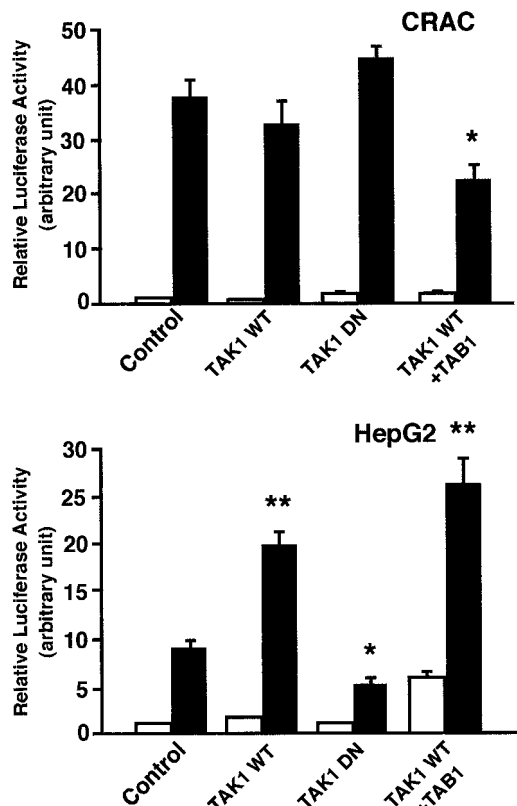 CRAC
Relative Luciferase Activity
(arbitrary unit)
50
40
30
20
10
0
Control
TAK1 WT
TAK1 DN
TAK1 WT
+TAB1
*
HepG2
Relative Luciferase Activity
(arbitrary unit)
30
25
20
15
10
5
0
**
*
**
Control
TAK1 WT
TAK1 DN
TAK1 WT
+TAB1